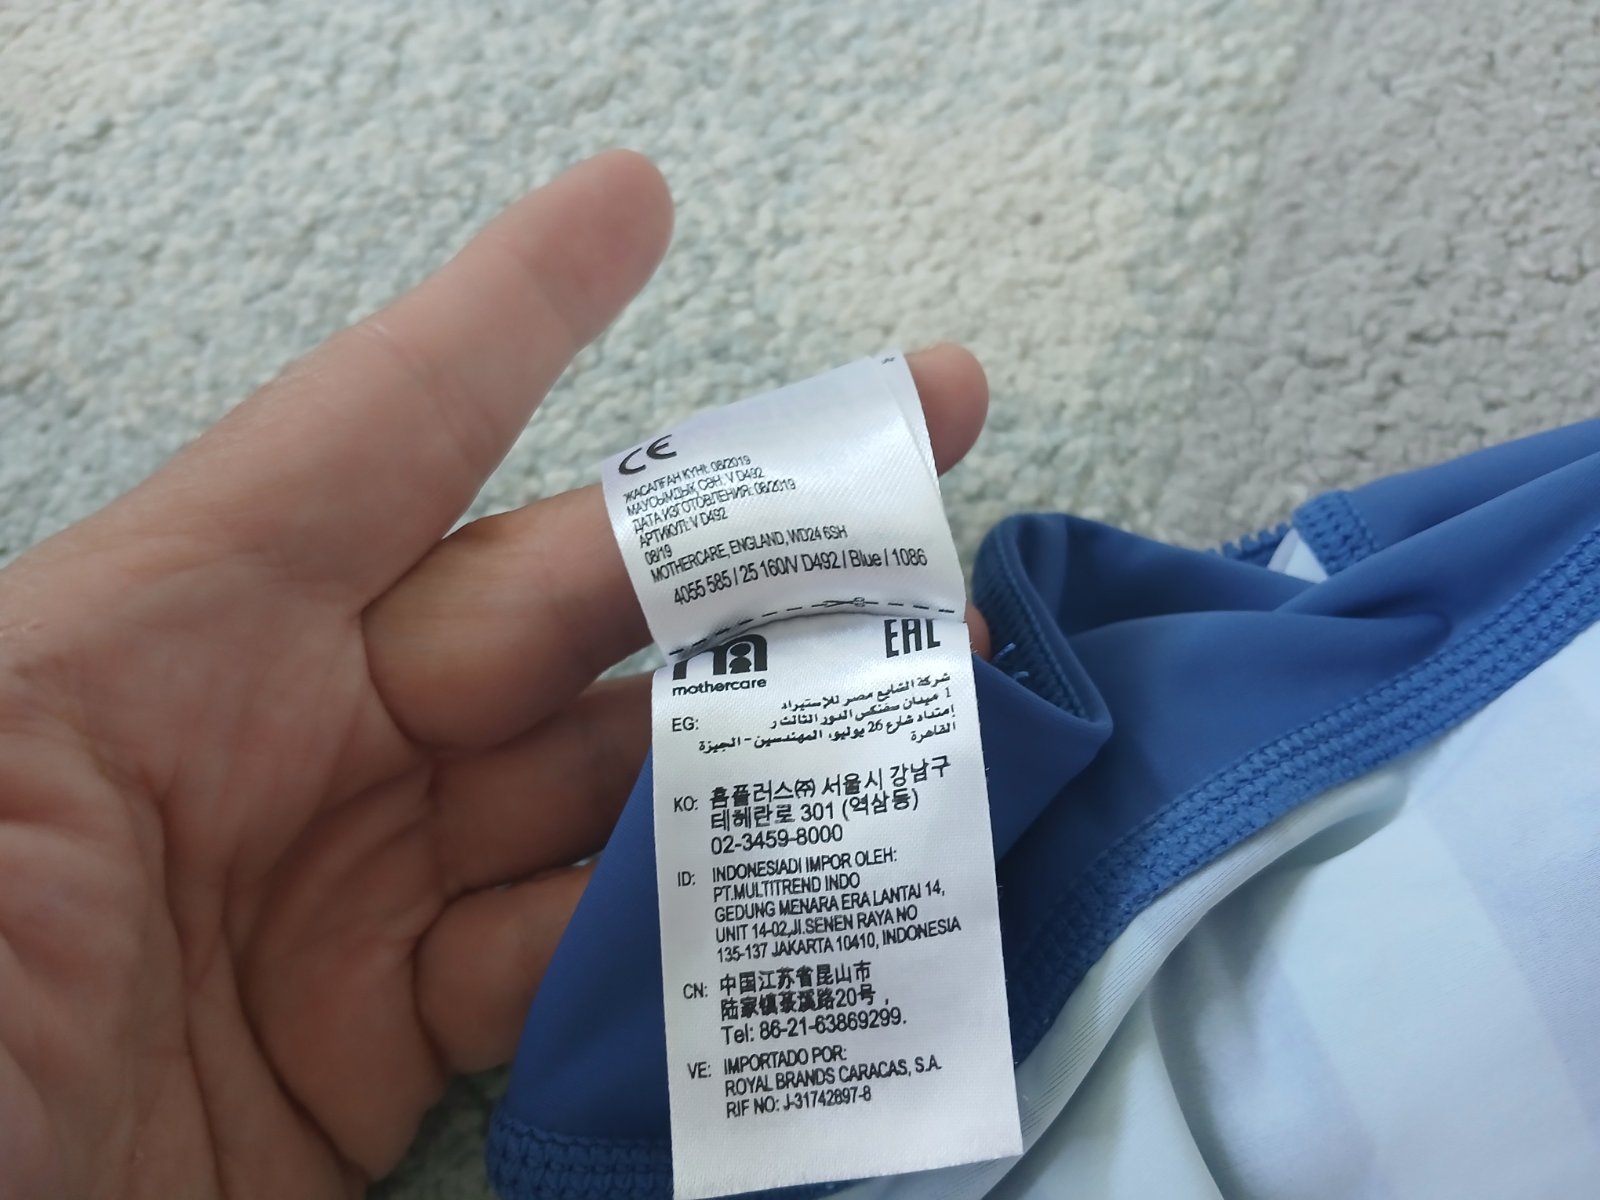 CE
ЖАСАЛҒАН КҮНІ: 08/2019
МАУСЫМДЫҚ СӘН: V D492
ДАТА ИЗГОТОВЛЕНИЯ: 08/2019
АРТИКУЛ: V D492
08/19
MOTHERCARE, ENGLAND, WD24 6SH
4055 585 / 25 160/V D492 / Blue / 1086
EAC
mothercare
EG: شركة الشايع مصر للإستيراد
1 ميدان سفنكس الدور الثالث ر
إمتداد شارع 26 يوليو، المهندسين - الجيزة
القاهرة
KO: 홈플러스㈜ 서울시 강남구
테헤란로 301 (역삼동)
02-3459-8000
ID: INDONESIADI IMPOR OLEH:
PT.MULTITREND INDO
GEDUNG MENARA ERA LANTAI 14,
UNIT 14-02,Jl.SENEN RAYA NO
135-137 JAKARTA 10410, INDONESIA
CN: 中国江苏省昆山市
陆家镇菉溪路20号，
Tel: 86-21-63869299.
VE: IMPORTADO POR:
ROYAL BRANDS CARACAS, S.A.
RIF NO: J-31742897-8